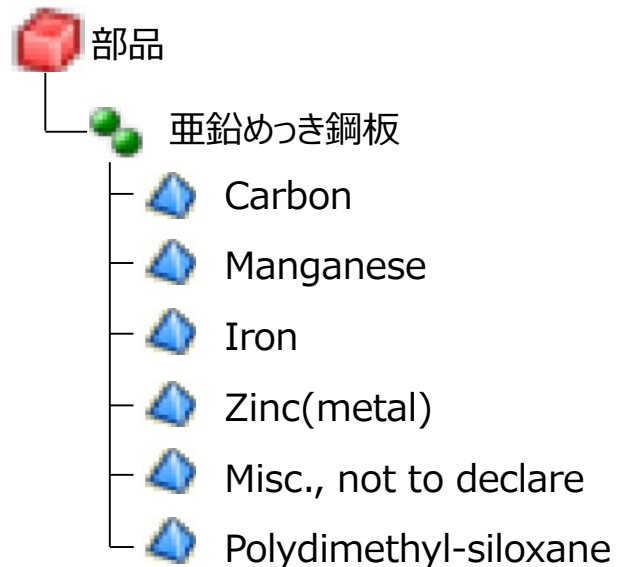 部品
亜鉛めっき鋼板
Carbon
Manganese
Iron
Zinc(metal)
Misc., not to declare
Polydimethyl-siloxane